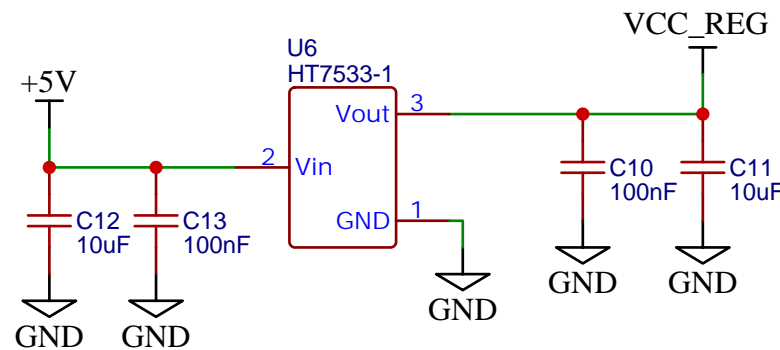 VCC_REG
U6
HT7533-1
+5V
Vout
3
2
Vin
C10
100nF
C11
10uF
C12
10uF
C13
100nF
GND
1
GND
GND
GND
GND
GND